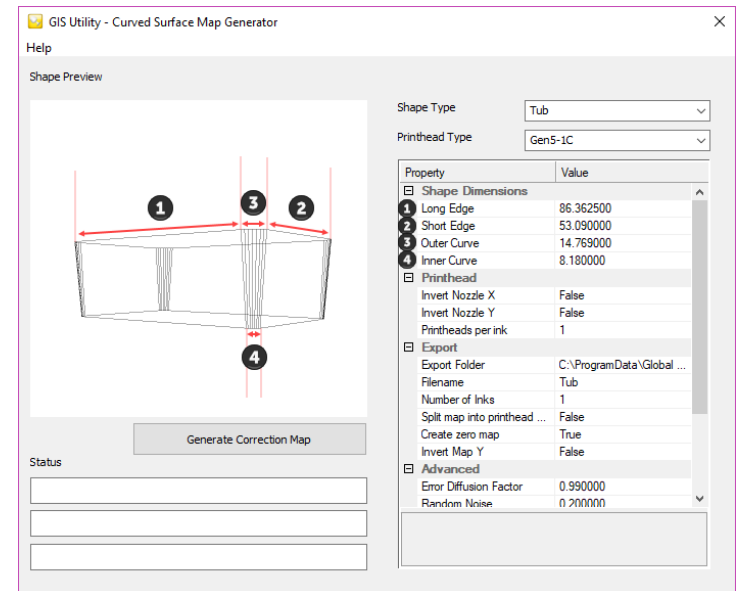 GIS Utility - Curved Surface Map Generator
Help
Shape Preview
1
3
2
4
Generate Correction Map
Status
Shape Type Tub
Printhead Type Gen5-1C
Property Value
Shape Dimensions
1 Long Edge 86.362500
2 Short Edge 53.090000
3 Outer Curve 14.769000
4 Inner Curve 8.180000
Printhead
Invert Nozzle X False
Invert Nozzle Y False
Printheads per ink 1
Export
Export Folder C:\ProgramData\Global ...
Filename Tub
Number of Inks 1
Split map into printhead ... False
Create zero map True
Invert Map Y False
Advanced
Error Diffusion Factor 0.990000
Random Noise 0.200000